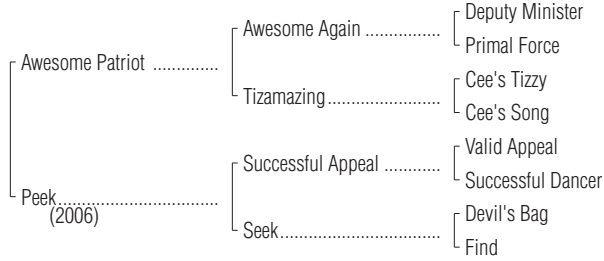 Deputy Minister
Awesome Again ................
Primal Force
Awesome Patriot ..............
Cee's Tizzy
Tizamazing........................
Cee's Song
Valid Appeal
Successful Appeal ............
Successful Dancer
Peek.................................
(2006)
Devil's Bag
Seek.................................
Find